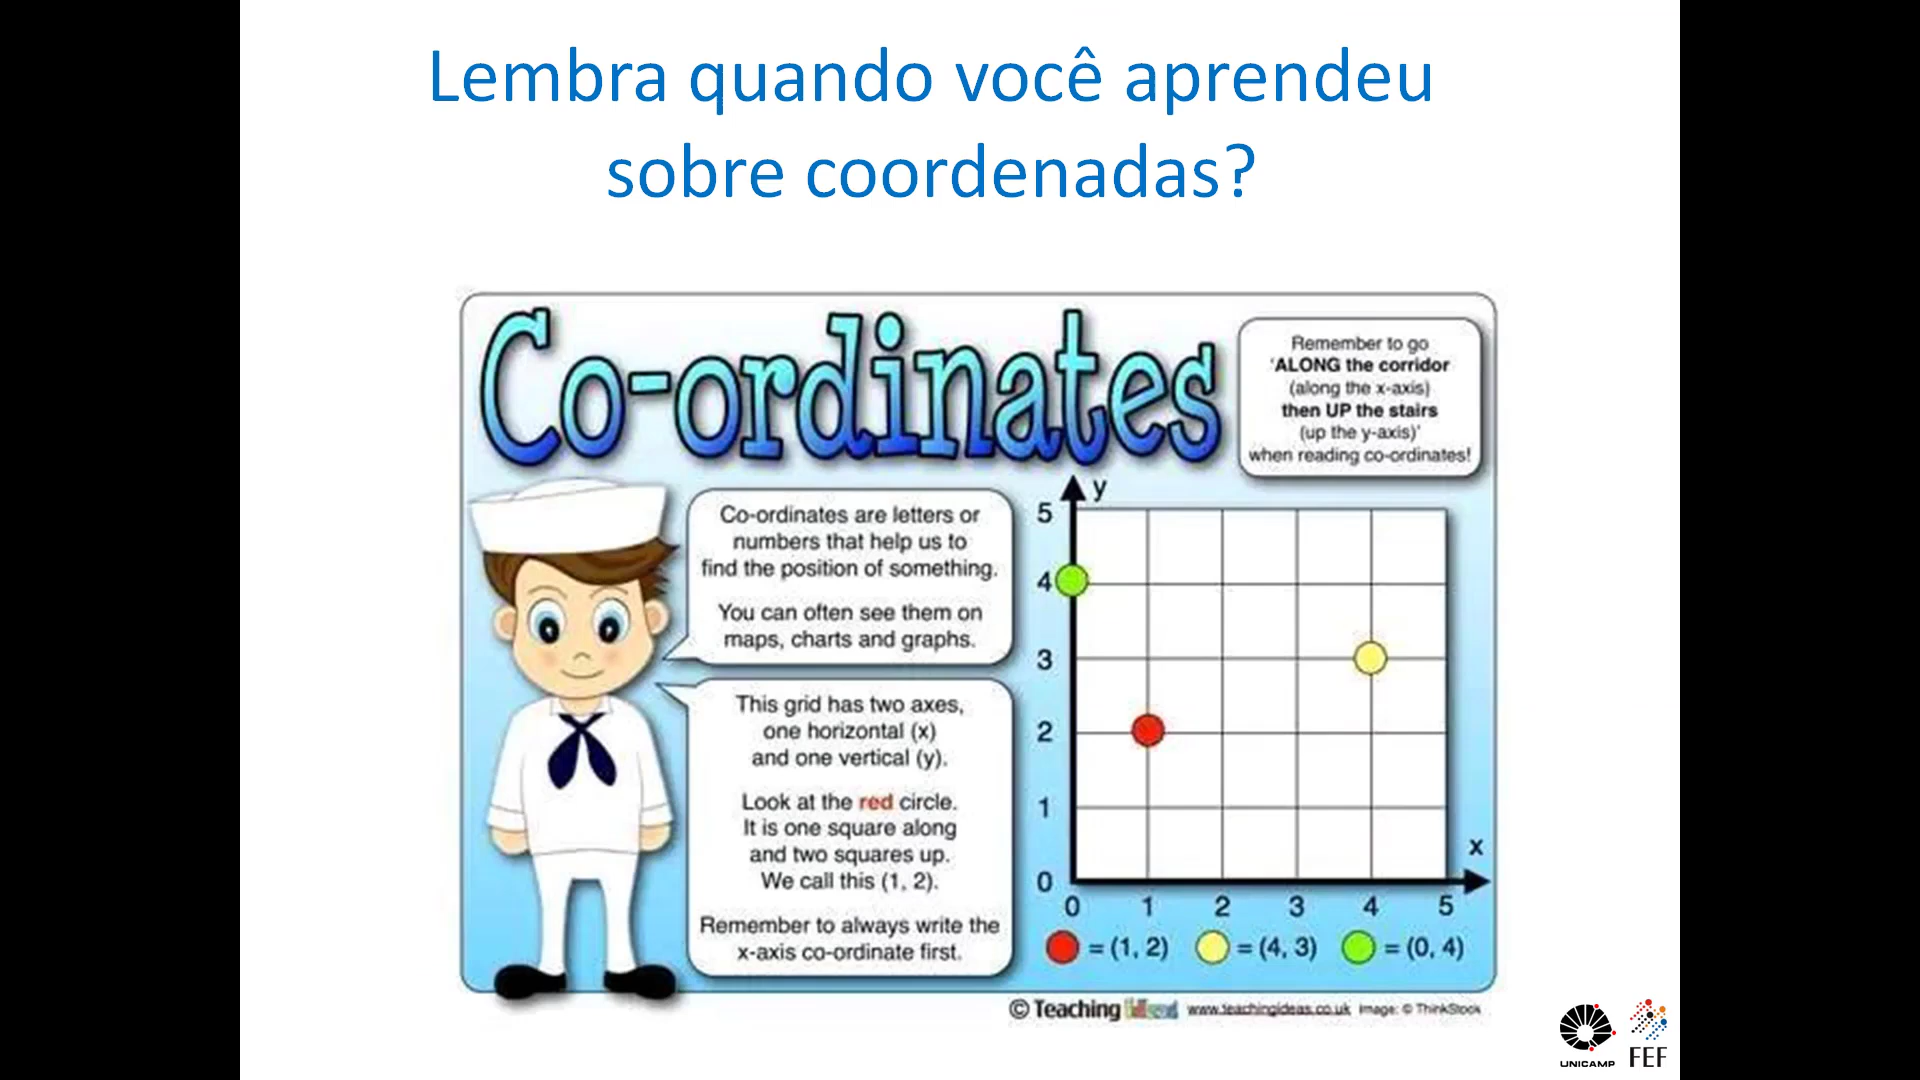 Lembra quando você aprendeu
sobre coordenadas?
Co-ordinates
Remember to go
'ALONG the corridor
(along the x-axis)
then UP the stairs
(up the y-axis)'
when reading co-ordinates!
Co-ordinates are letters or
numbers that help us to
find the position of something.
You can often see them on
maps, charts and graphs.
This grid has two axes,
one horizontal (x)
and one vertical (y).
Look at the red circle.
It is one square along
and two squares up.
We call this (1, 2).
Remember to always write the
x-axis co-ordinate first.
y
5
4
3
2
1
0
x
0 1 2 3 4 5
= (1, 2) = (4, 3) = (0, 4)
© Teaching Ideas www.teachingideas.co.uk Image: © ThinkStock
UNICAMP FEF